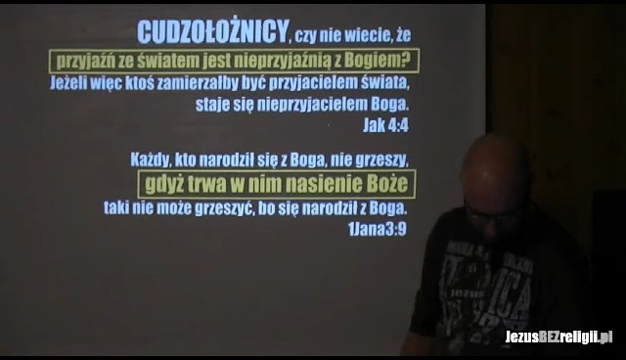 CUDZOŁOŻNICY, czy nie wiecie, że
przyjaźń ze światem jest nieprzyjaźnią z Bogiem?
Jeżeli więc ktoś zamierzałby być przyjacielem świata,
staje się nieprzyjacielem Boga.
Jak 4:4
Każdy, kto narodził się z Boga, nie grzeszy,
gdyż trwa w nim nasienie Boże
taki nie może grzeszyć, bo się narodził z Boga.
1Jana3:9
JEZUS
JezusBEZreligii.pl